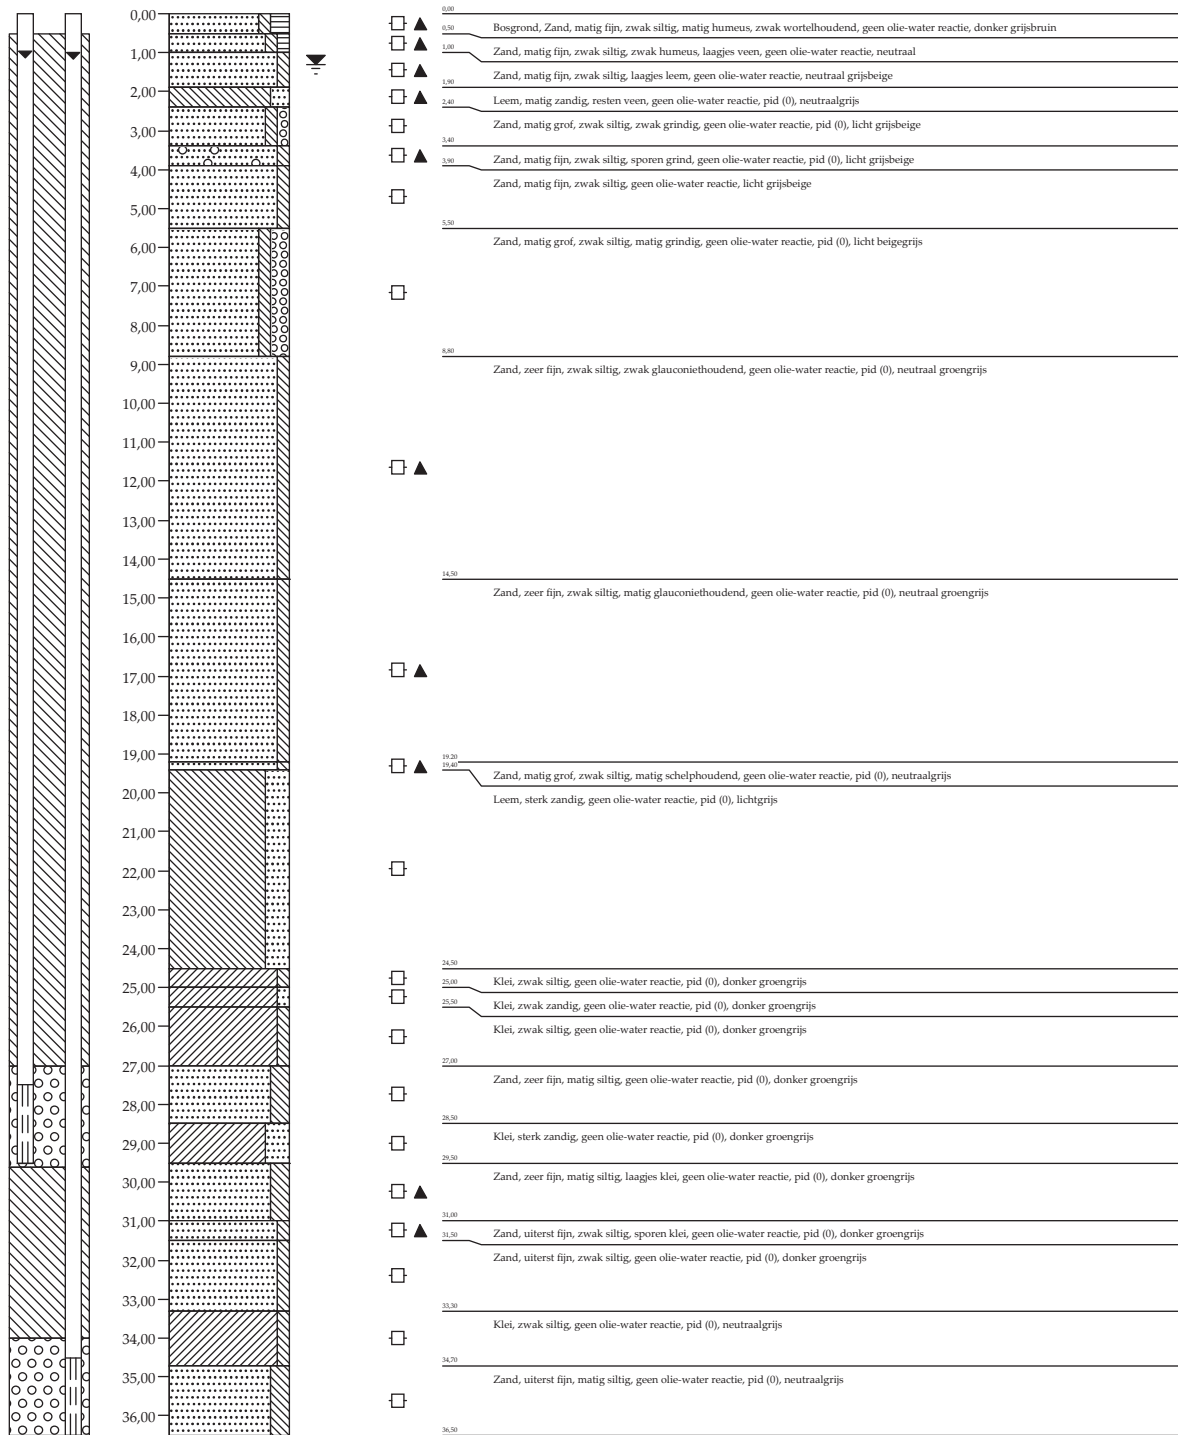 0,00
1,00
2,00
3,00
4,00
5,00
6,00
7,00
8,00
9,00
10,00
11,00
12,00
13,00
14,00
15,00
16,00
17,00
18,00
19,00
20,00
21,00
22,00
23,00
24,00
25,00
26,00
27,00
28,00
29,00
30,00
31,00
32,00
33,00
34,00
35,00
36,00
0,00
Bosgrond, Zand, matig fijn, zwak siltig, matig humeus, zwak wortelhoudend, geen olie-water reactie, donker grijsbruin
0,50
Zand, matig fijn, zwak siltig, zwak humeus, laagjes veen, geen olie-water reactie, neutraal
1,00
Zand, matig fijn, zwak siltig, laagjes leem, geen olie-water reactie, neutraal grijsbeige
1,90
Leem, matig zandig, resten veen, geen olie-water reactie, pid (0), neutraalgrijs
2,40
Zand, matig grof, zwak siltig, zwak grindig, geen olie-water reactie, pid (0), licht grijsbeige
3,40
Zand, matig fijn, zwak siltig, sporen grind, geen olie-water reactie, pid (0), licht grijsbeige
3,90
Zand, matig fijn, zwak siltig, geen olie-water reactie, licht grijsbeige
5,50
Zand, matig grof, zwak siltig, matig grindig, geen olie-water reactie, pid (0), licht beigegrijs
8,80
Zand, zeer fijn, zwak siltig, zwak glauconiethoudend, geen olie-water reactie, pid (0), neutraal groengrijs
14,50
Zand, zeer fijn, zwak siltig, matig glauconiethoudend, geen olie-water reactie, pid (0), neutraal groengrijs
19,20
19,40
Zand, matig grof, zwak siltig, matig schelphoudend, geen olie-water reactie, pid (0), neutraalgrijs
Leem, sterk zandig, geen olie-water reactie, pid (0), lichtgrijs
24,50
Klei, zwak siltig, geen olie-water reactie, pid (0), donker groengrijs
25,00
Klei, zwak zandig, geen olie-water reactie, pid (0), donker groengrijs
25,50
Klei, zwak siltig, geen olie-water reactie, pid (0), donker groengrijs
27,00
Zand, zeer fijn, matig siltig, geen olie-water reactie, pid (0), donker groengrijs
28,50
Klei, sterk zandig, geen olie-water reactie, pid (0), donker groengrijs
29,50
Zand, zeer fijn, matig siltig, laagjes klei, geen olie-water reactie, pid (0), donker groengrijs
31,00
Zand, uiterst fijn, zwak siltig, sporen klei, geen olie-water reactie, pid (0), donker groengrijs
31,50
Zand, uiterst fijn, zwak siltig, geen olie-water reactie, pid (0), donker groengrijs
33,30
Klei, zwak siltig, geen olie-water reactie, pid (0), neutraalgrijs
34,70
Zand, uiterst fijn, matig siltig, geen olie-water reactie, pid (0), neutraalgrijs
36,50